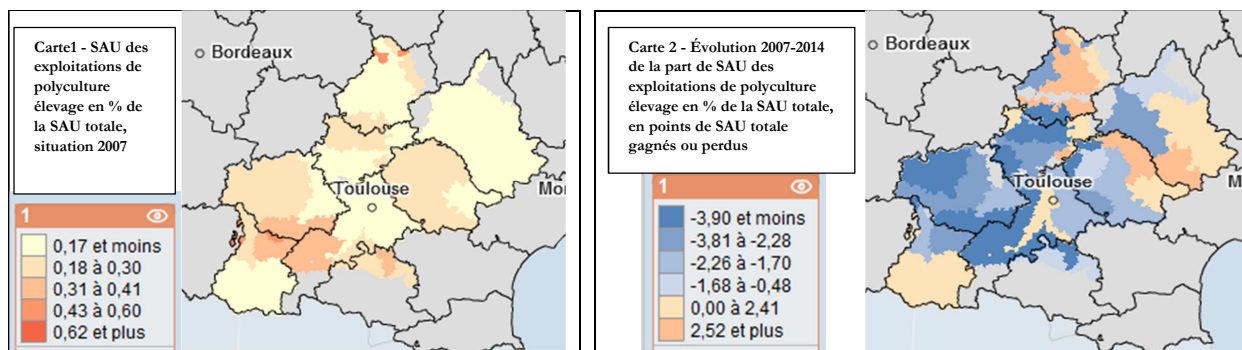 Carte1 - SAU des
exploitations de
polyculture
élevage en % de
la SAU totale,
situation 2007
Bordeaux
Toulouse
Mo
1
0,17 et moins
0,18 à 0,30
0,31 à 0,41
0,43 à 0,60
0,62 et plus
Carte 2 - Évolution 2007-2014
de la part de SAU des
exploitations de polyculture
élevage en % de la SAU totale,
en points de SAU totale
gagnés ou perdus
Bordeaux
Toulouse
M
1
-3,90 et moins
-3,81 à -2,28
-2,26 à -1,70
-1,68 à -0,48
0,00 à 2,41
2,52 et plus